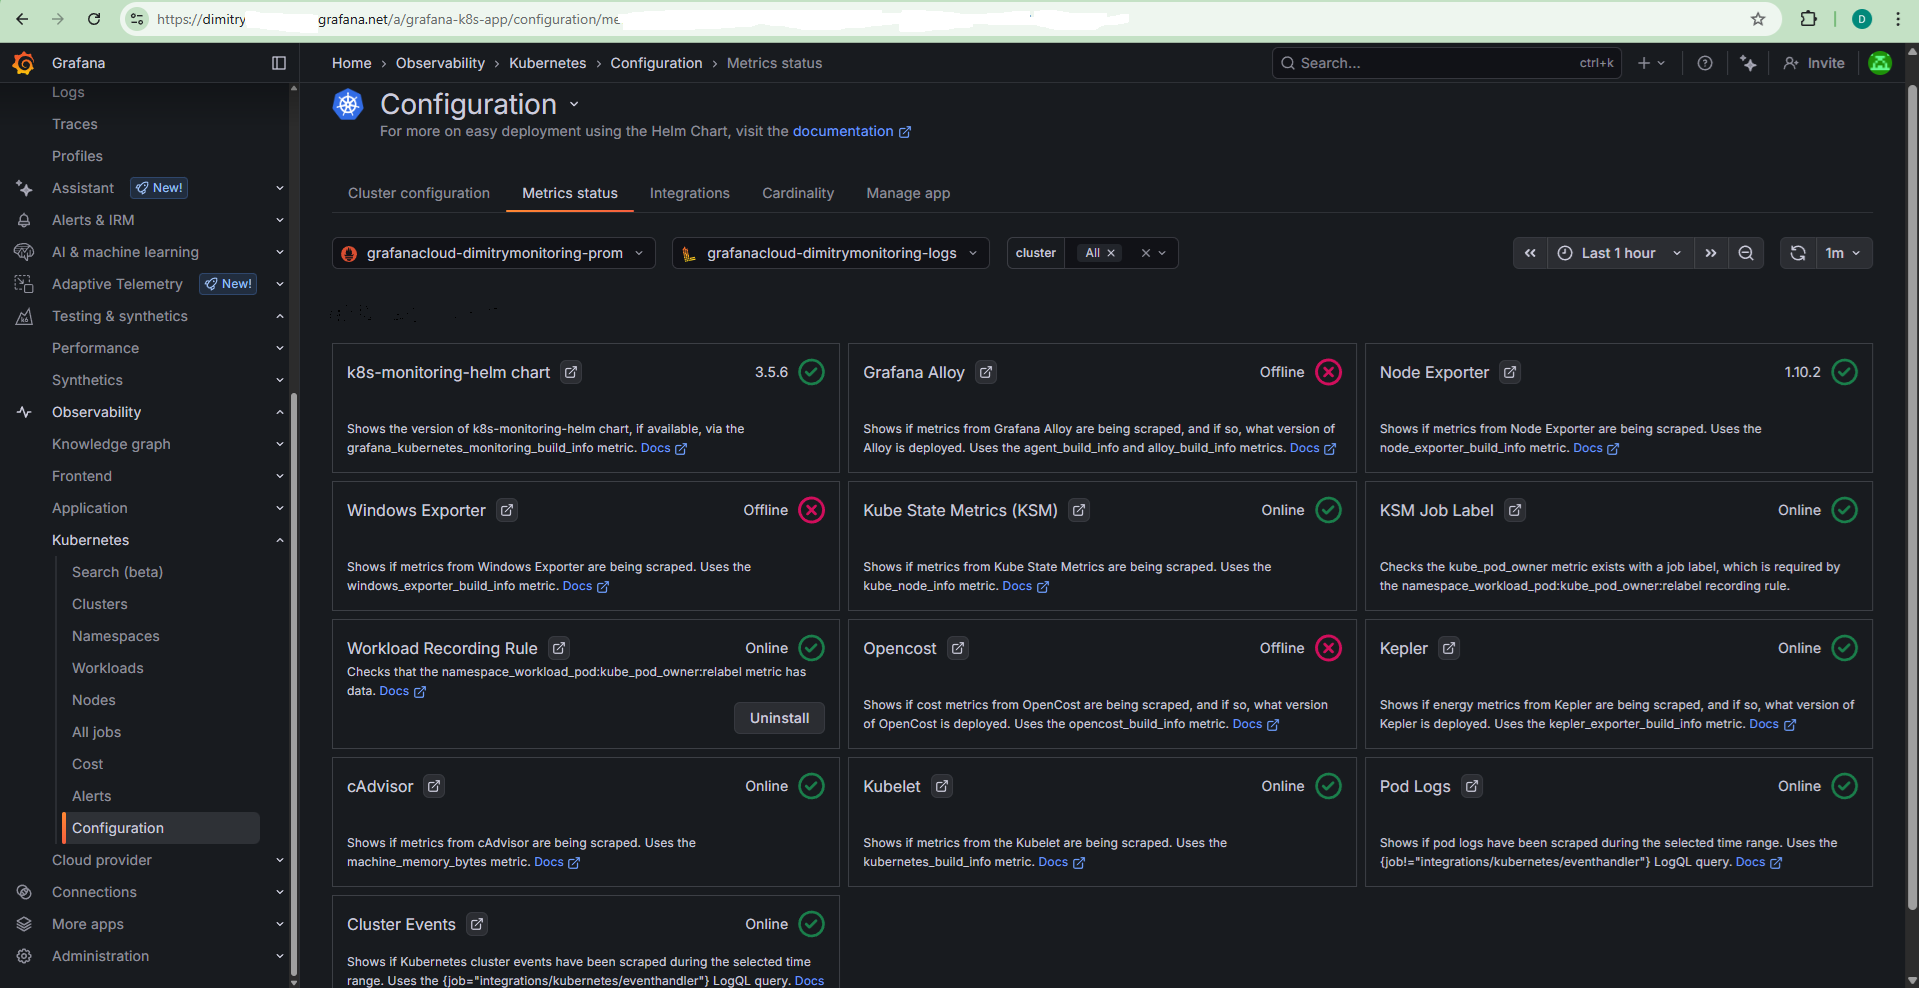 https://dimitry
grafana.net/a/grafana-k8s-app/configuration/me
D
Grafana
Home › Observability › Kubernetes › Configuration › Metrics status
Search...
ctrl+k
Invite
Logs
Traces
Profiles
Assistant
New!
Alerts & IRM
AI & machine learning
Adaptive Telemetry
New!
Testing & synthetics
Performance
Synthetics
Observability
Knowledge graph
Frontend
Application
Kubernetes
Search (beta)
Clusters
Namespaces
Workloads
Nodes
All jobs
Cost
Alerts
Configuration
Cloud provider
Connections
More apps
Administration
Configuration
For more on easy deployment using the Helm Chart, visit the documentation
Cluster configuration
Metrics status
Integrations
Cardinality
Manage app
grafanacloud-dimitrymonitoring-prom
grafanacloud-dimitrymonitoring-logs
cluster
All
Last 1 hour
1m
k8s-monitoring-helm chart
3.5.6
Shows the version of k8s-monitoring-helm chart, if available, via the
grafana_kubernetes_monitoring_build_info metric. Docs
Grafana Alloy
Offline
Shows if metrics from Grafana Alloy are being scraped, and if so, what version of
Alloy is deployed. Uses the agent_build_info and alloy_build_info metrics. Docs
Node Exporter
1.10.2
Shows if metrics from Node Exporter are being scraped. Uses the
node_exporter_build_info metric. Docs
Windows Exporter
Offline
Shows if metrics from Windows Exporter are being scraped. Uses the
windows_exporter_build_info metric. Docs
Kube State Metrics (KSM)
Online
Shows if metrics from Kube State Metrics are being scraped. Uses the
kube_node_info metric. Docs
KSM Job Label
Online
Checks the kube_pod_owner metric exists with a job label, which is required by
the namespace_workload_pod:kube_pod_owner:relabel recording rule.
Workload Recording Rule
Online
Checks that the namespace_workload_pod:kube_pod_owner:relabel metric has
data. Docs
Uninstall
Opencost
Offline
Shows if cost metrics from OpenCost are being scraped, and if so, what version
of OpenCost is deployed. Uses the opencost_build_info metric. Docs
Kepler
Online
Shows if energy metrics from Kepler are being scraped, and if so, what version of
Kepler is deployed. Uses the kepler_exporter_build_info metric. Docs
cAdvisor
Online
Shows if metrics from cAdvisor are being scraped. Uses the
machine_memory_bytes metric. Docs
Kubelet
Online
Shows if metrics from the Kubelet are being scraped. Uses the
kubernetes_build_info metric. Docs
Pod Logs
Online
Shows if pod logs have been scraped during the selected time range. Uses the
{job!="integrations/kubernetes/eventhandler"} LogQL query. Docs
Cluster Events
Online
Shows if Kubernetes cluster events have been scraped during the selected time
range. Uses the {job="integrations/kubernetes/eventhandler"} LogQL query. Docs